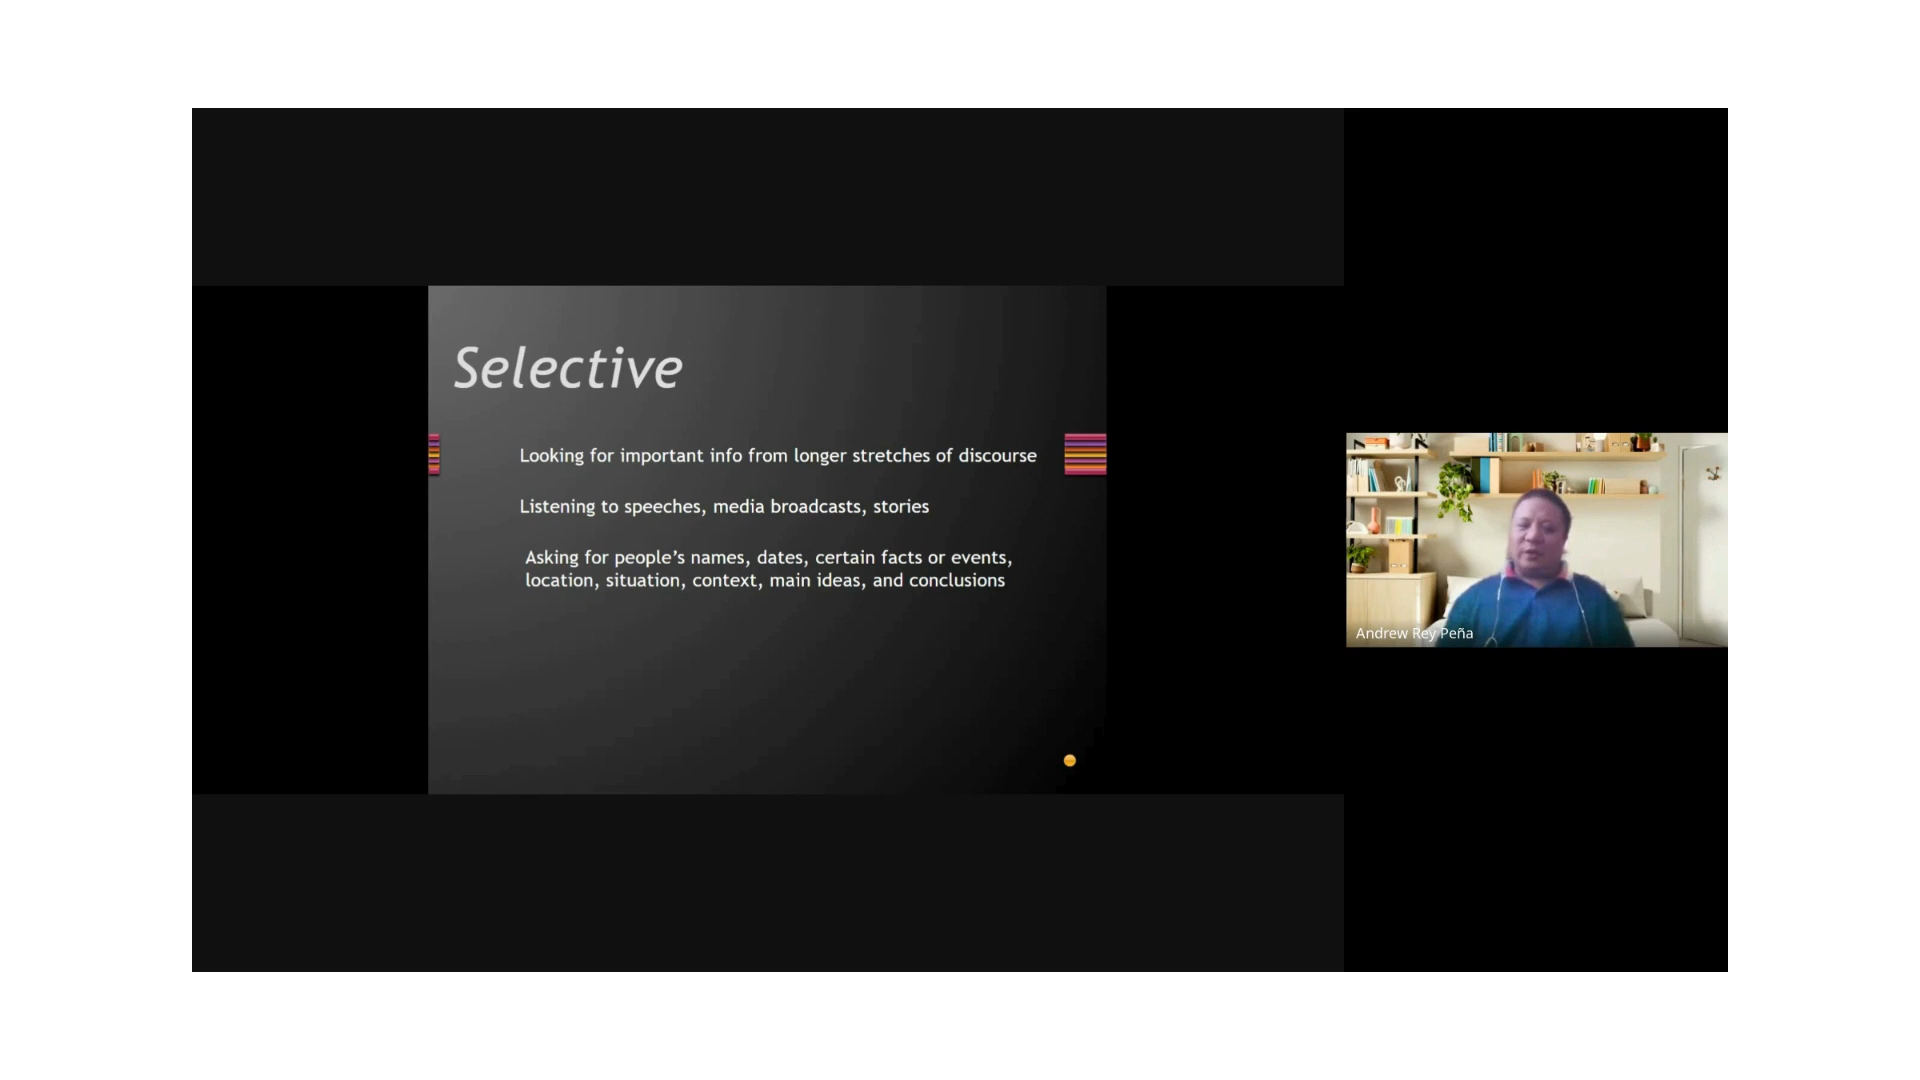 Selective
Looking for important info from longer stretches of discourse
Listening to speeches, media broadcasts, stories
Asking for people’s names, dates, certain facts or events,
location, situation, context, main ideas, and conclusions
Andrew Rey Peña